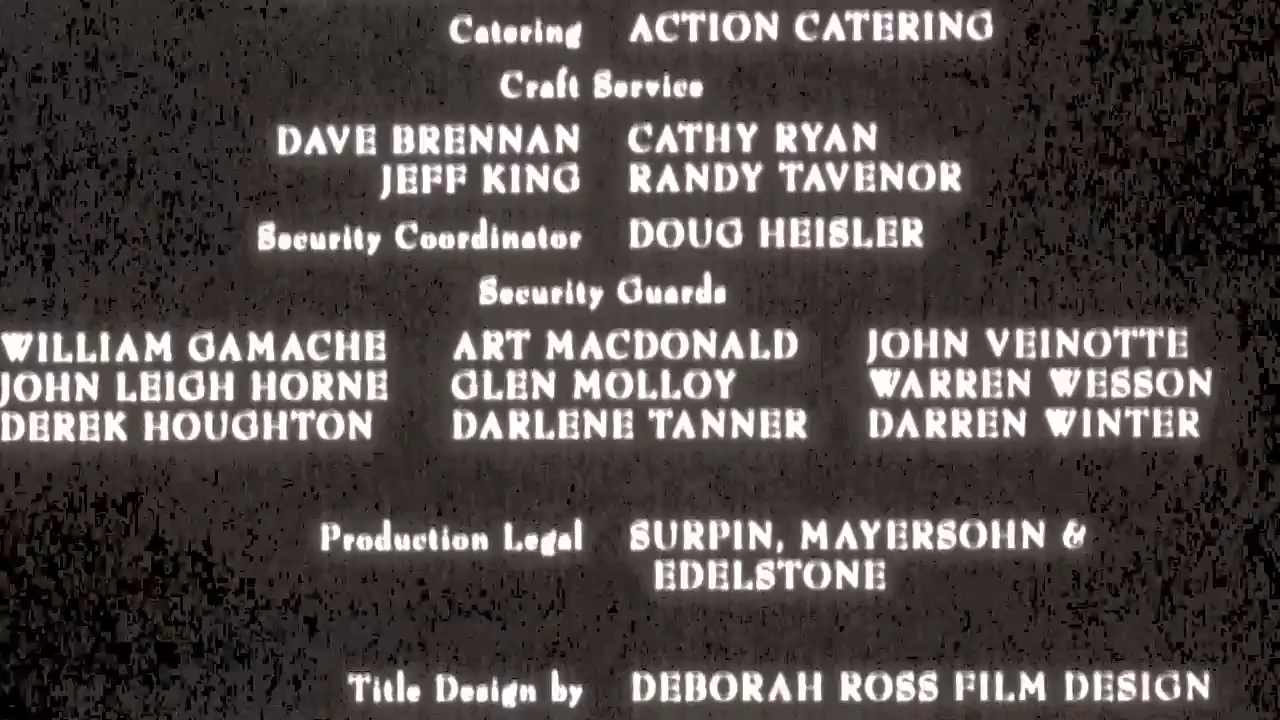 Catering ACTION CATERING
Craft Service
DAVE BRENNAN CATHY RYAN
JEFF KING RANDY TAVENOR
Security Coordinator DOUG HEISLER
Security Guards
WILLIAM GAMACHE ART MACDONALD JOHN VEINOTTE
JOHN LEIGH HORNE GLEN MOLLOY WARREN WESSON
DEREK HOUGHTON DARLENE TANNER DARREN WINTER
Production Legal SURPIN, MAYERSOHN &
EDELSTONE
Title Design by DEBORAH ROSS FILM DESIGN